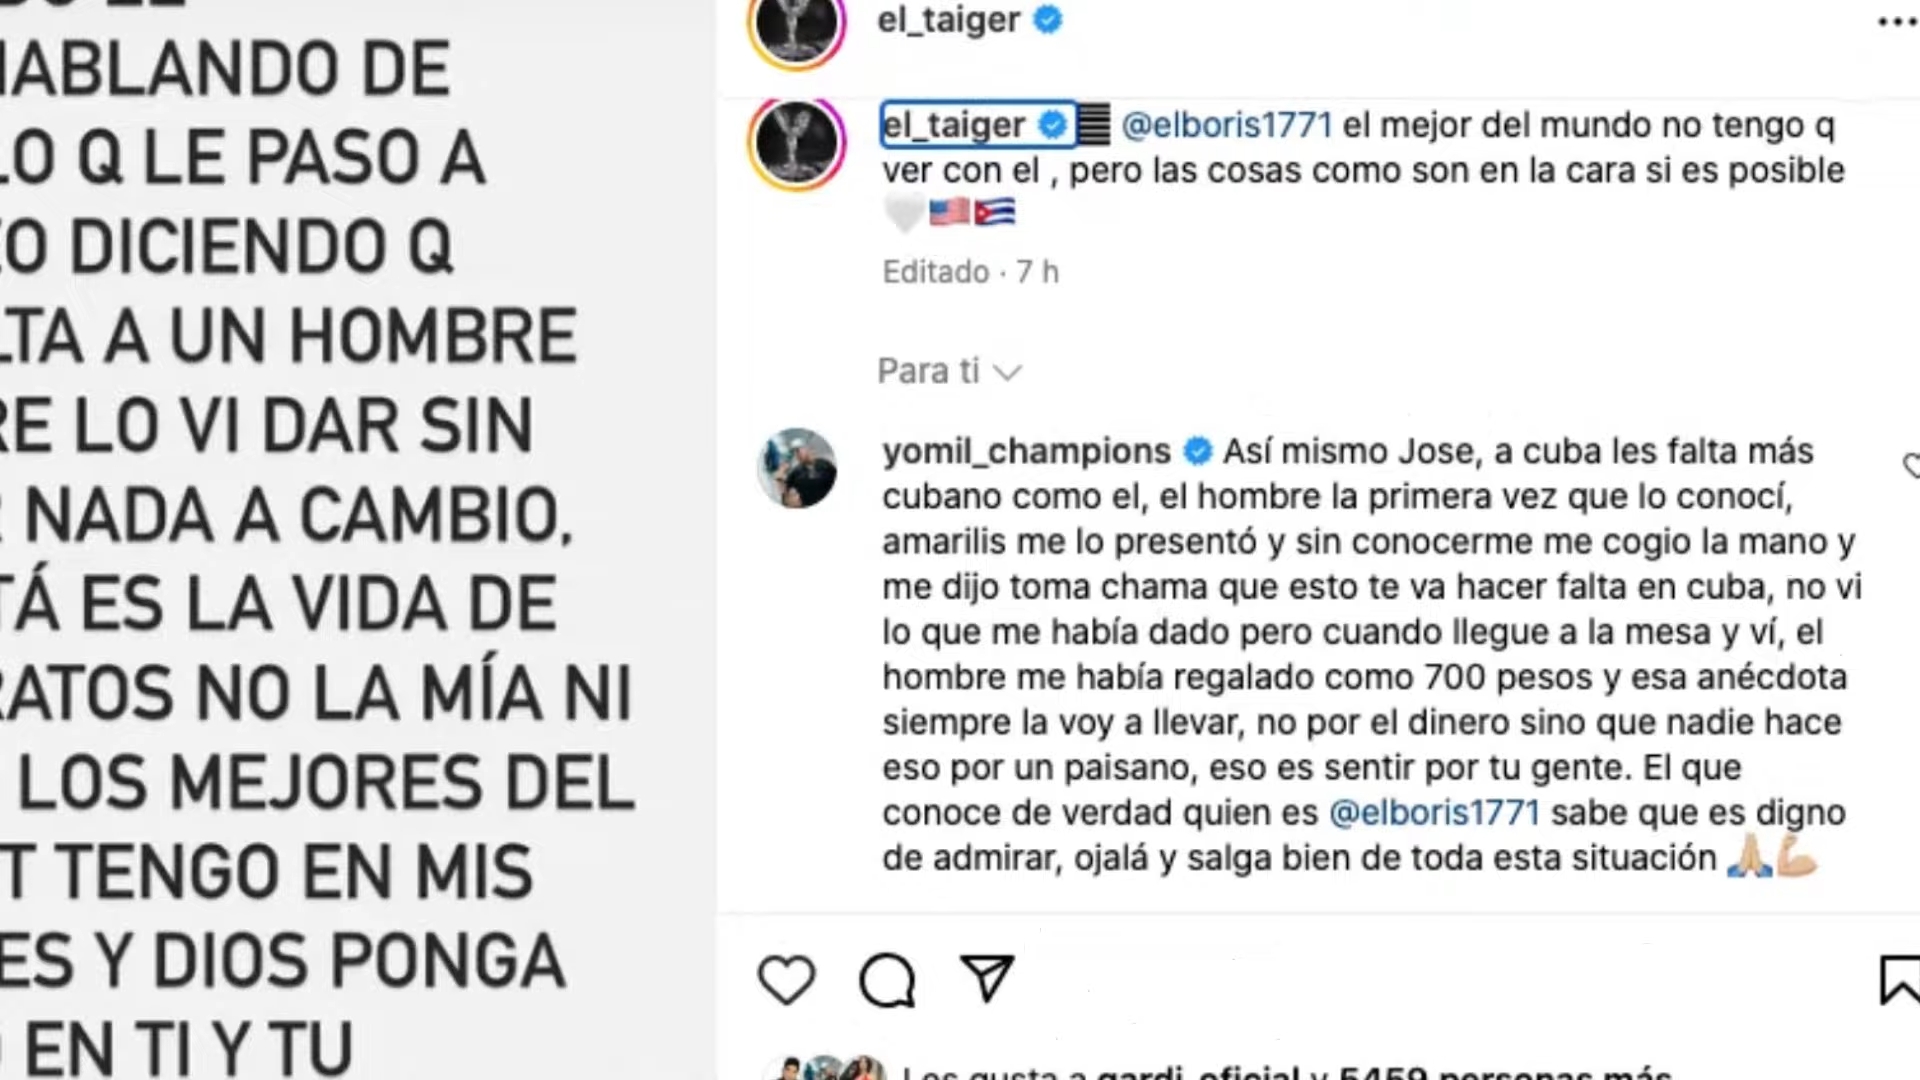 HABLANDO DE
LO Q LE PASO A
DICIENDO Q
A UN HOMBRE
LO VI DAR SIN
NADA A CAMBIO,
ES LA VIDA DE
NO LA MÍA NI
LOS MEJORES DEL
TENGO EN MIS
Y DIOS PONGA
EN TI Y TU
el_taiger
el_taiger @elboris1771 el mejor del mundo no tengo q
ver con el , pero las cosas como son en la cara si es posible
🤍🇺🇸🇨🇺
Editado · 7 h
Para ti
yomil_champions Así mismo Jose, a cuba les falta más
cubano como el, el hombre la primera vez que lo conocí,
amarilis me lo presentó y sin conocerme me cogio la mano y
me dijo toma chama que esto te va hacer falta en cuba, no vi
lo que me había dado pero cuando llegue a la mesa y ví, el
hombre me había regalado como 700 pesos y esa anécdota
siempre la voy a llevar, no por el dinero sino que nadie hace
eso por un paisano, eso es sentir por tu gente. El que
conoce de verdad quien es @elboris1771 sabe que es digno
de admirar, ojalá y salga bien de toda esta situación 🙏🏼💪🏼
Les gusta a gardi_oficial y 5459 personas más